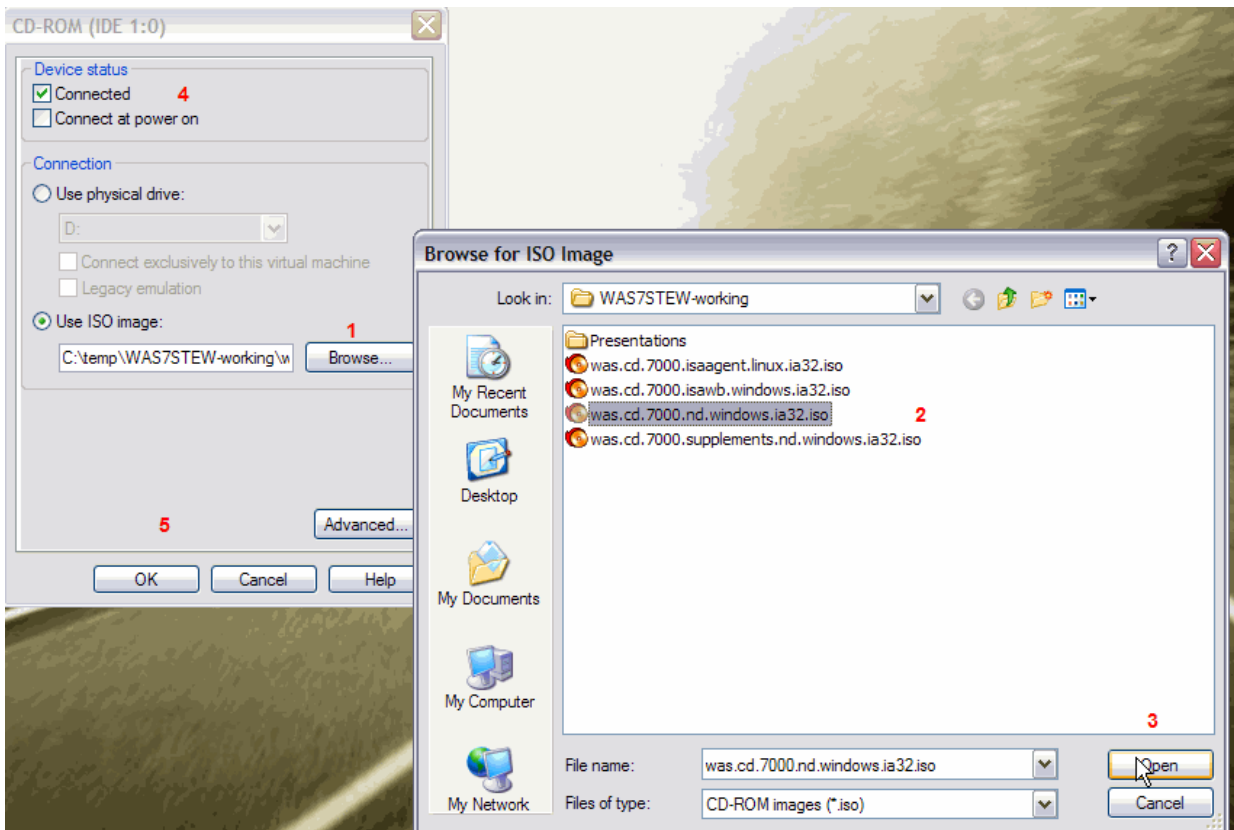 CD-ROM (IDE 1:0)
Device status
Connected 4
Connect at power on
Connection
Use physical drive:
D:
Connect exclusively to this virtual machine
Legacy emulation
Use ISO image:
1
C:\temp\WAS7STEW-working\w Browse...
5 Advanced...
OK Cancel Help
Browse for ISO Image
Look in: WAS7STEW-working
My Recent Documents
Desktop
My Documents
My Computer
My Network
Presentations
was.cd.7000.isaagent.linux.ia32.iso
was.cd.7000.isawb.windows.ia32.iso
was.cd.7000.nd.windows.ia32.iso 2
was.cd.7000.supplements.nd.windows.ia32.iso
3
File name: was.cd.7000.nd.windows.ia32.iso Open
Files of type: CD-ROM images (*.iso) Cancel